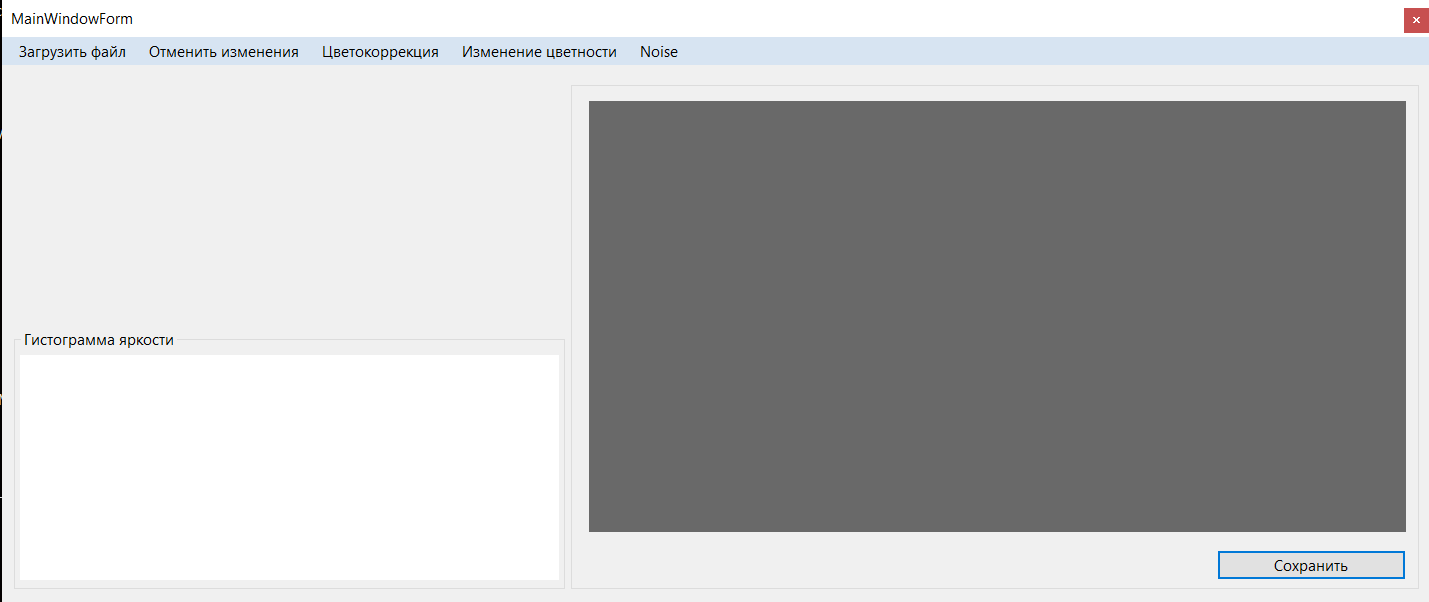 MainWindowForm
Загрузить файл Отменить изменения Цветокоррекция Изменение цветности Noise
Гистограмма яркости
Сохранить